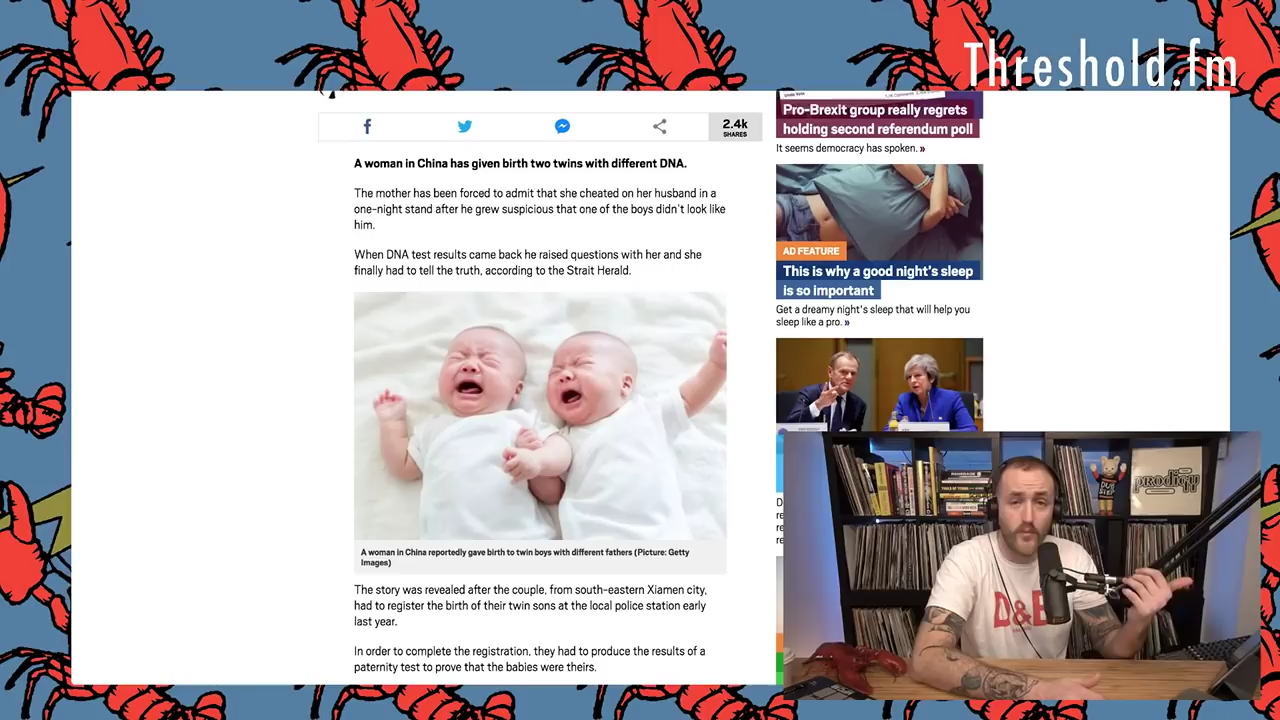 Threshold.fm
2.4k
SHARES
A woman in China has given birth two twins with different DNA.
The mother has been forced to admit that she cheated on her husband in a
one-night stand after he grew suspicious that one of the boys didn't look like
him.
When DNA test results came back he raised questions with her and she
finally had to tell the truth, according to the Strait Herald.
A woman in China reportedly gave birth to twin boys with different fathers (Picture: Getty
Images)
The story was revealed after the couple, from south-eastern Xiamen city,
had to register the birth of their twin sons at the local police station early
last year.
In order to complete the registration, they had to produce the results of a
paternity test to prove that the babies were theirs.
Pro-Brexit group really regrets
holding second referendum poll
It seems democracy has spoken. »
AD FEATURE
This is why a good night's sleep
is so important
Get a dreamy night's sleep that will help you
sleep like a pro. »
D
re
re
prodigy
D&B